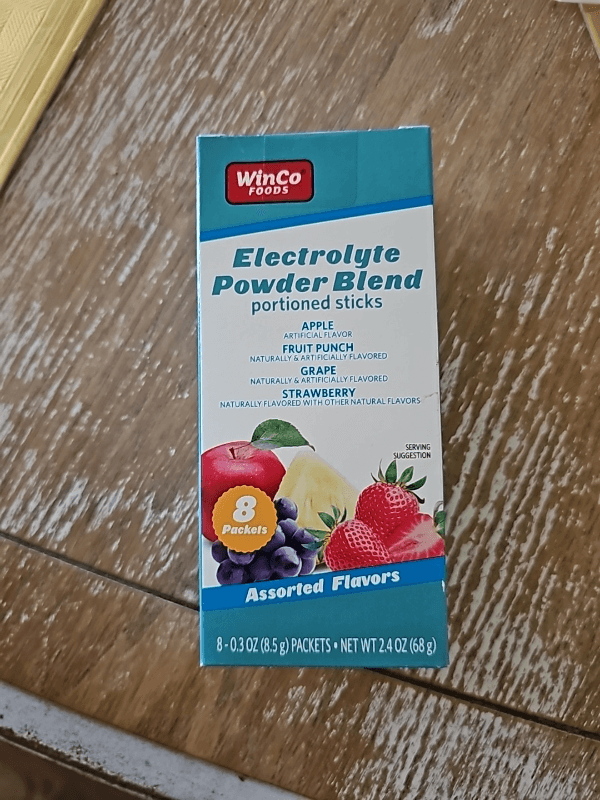 WinCo
FOODS
Electrolyte
Powder Blend
portioned sticks
APPLE
ARTIFICIAL FLAVOR
FRUIT PUNCH
NATURALLY & ARTIFICIALLY FLAVORED
GRAPE
NATURALLY & ARTIFICIALLY FLAVORED
STRAWBERRY
NATURALLY FLAVORED WITH OTHER NATURAL FLAVORS
SERVING
SUGGESTION
8
Packets
Assorted Flavors
8 - 0.3 OZ (8.5 g) PACKETS • NET WT 2.4 OZ (68 g)